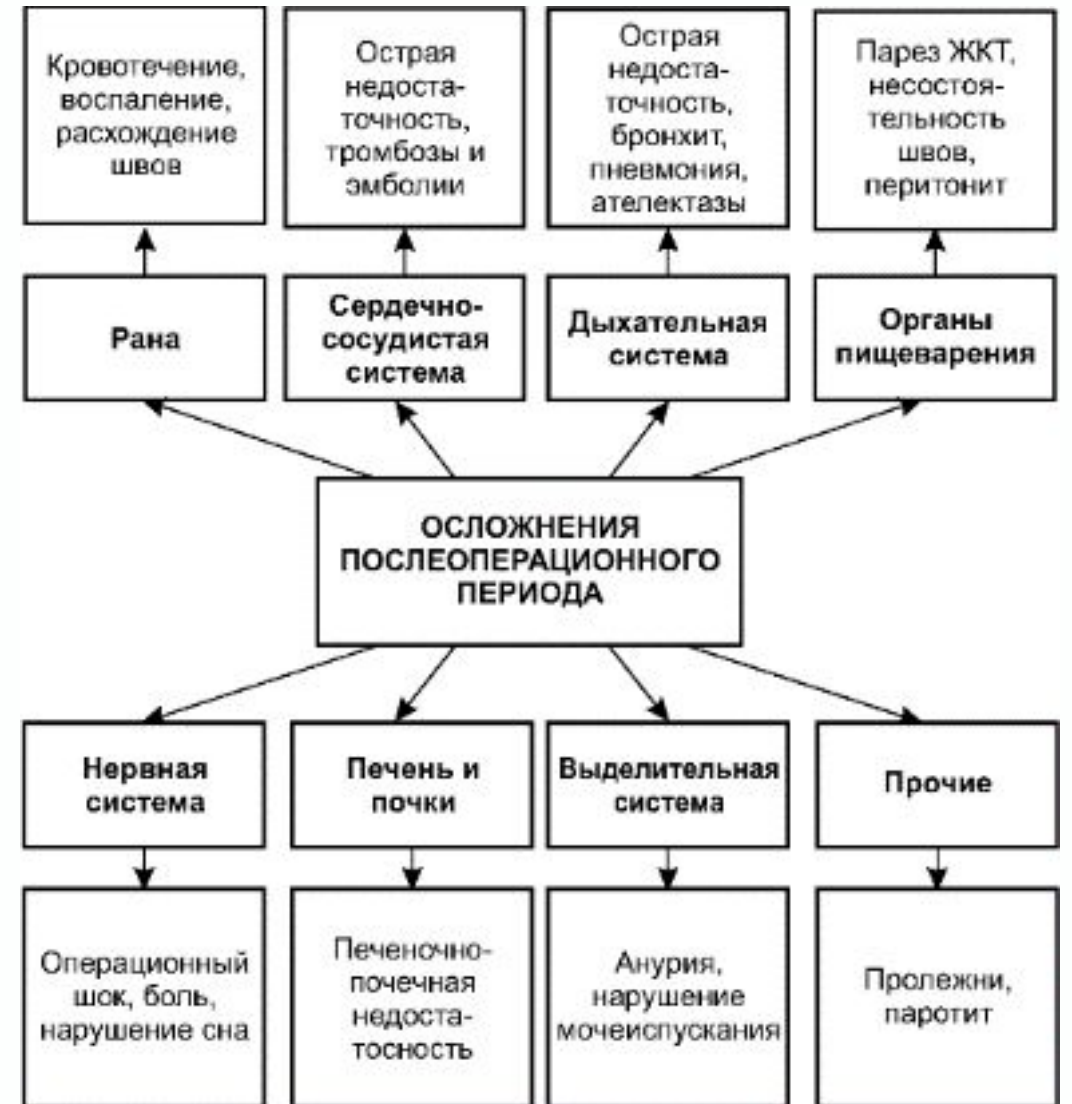 Кровотечение,
воспаление,
расхождение
швов
Острая
недоста-
точность,
тромбозы и
эмболии
Острая
недоста-
точность,
бронхит,
пневмония,
ателектазы
Парез ЖКТ,
несостоя-
тельность
швов,
перитонит
Рана
Сердечно-
сосудистая
система
Дыхательная
система
Органы
пищеварения
ОСЛОЖНЕНИЯ
ПОСЛЕОПЕРАЦИОННОГО
ПЕРИОДА
Нервная
система
Печень и
почки
Выделительная
система
Прочие
Операционный
шок, боль,
нарушение сна
Печеночно-
почечная
недоста-
тосность
Анурия,
нарушение
мочеиспускания
Пролежни,
паротит